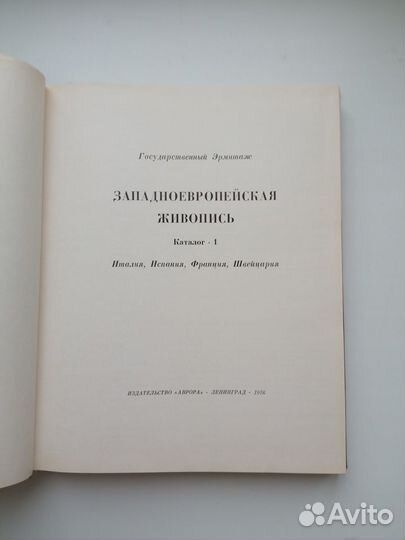 Государственный Эрмитаж
ЗАПАДНОЕВРОПЕЙСКАЯ
ЖИВОПИСЬ
Каталог · 1
Италия, Испания, Франция, Швейцария
ИЗДАТЕЛЬСТВО «АВРОРА» · ЛЕНИНГРАД · 1976
Avito